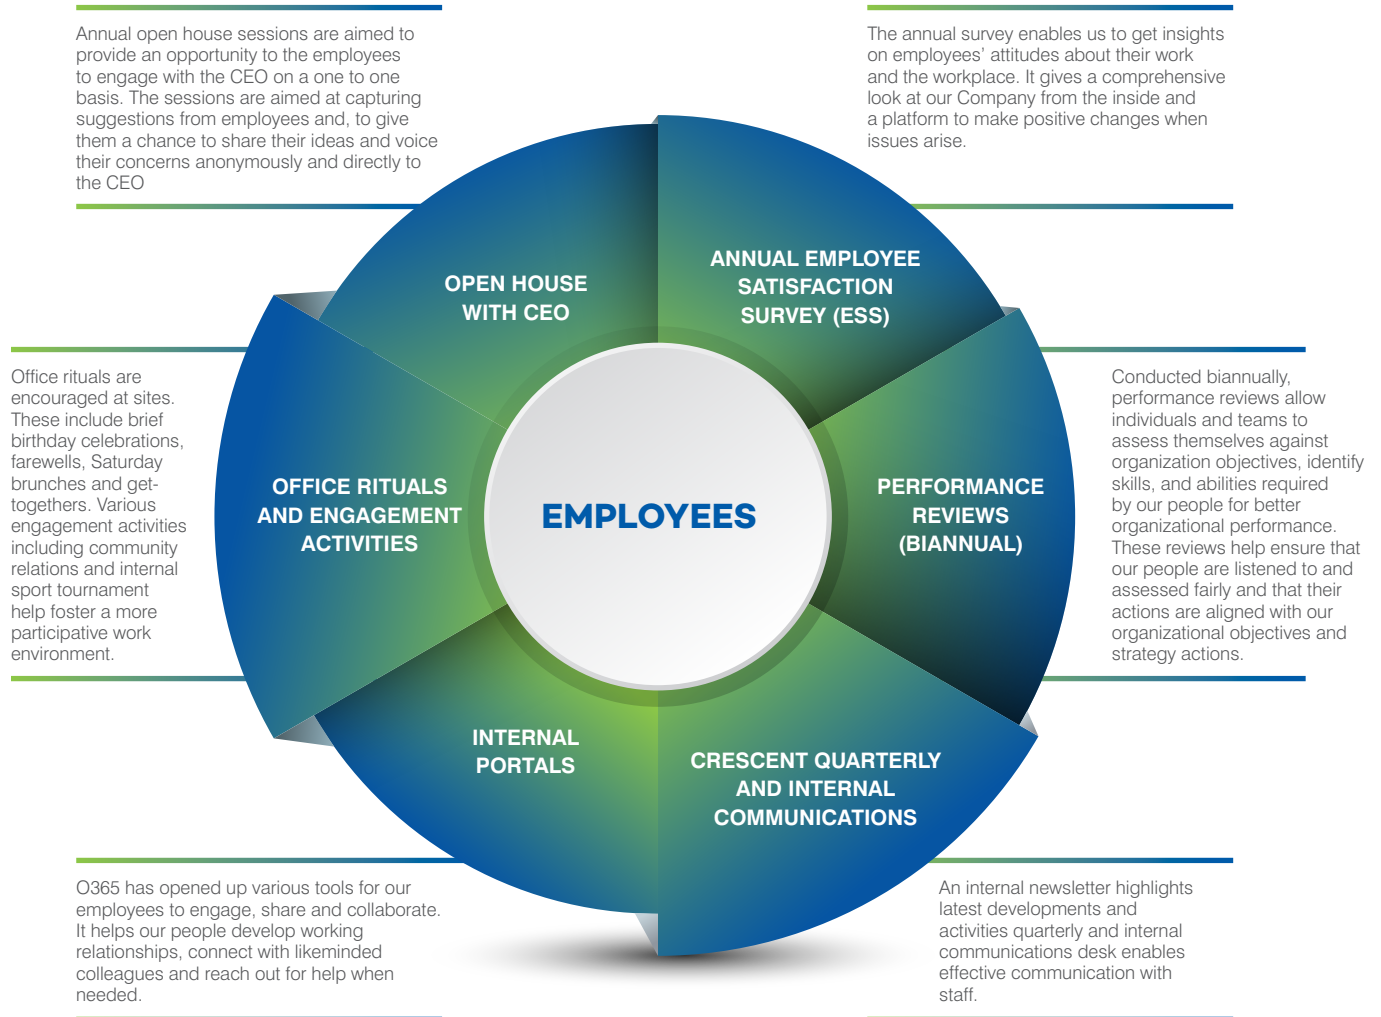 Annual open house sessions are aimed to
provide an opportunity to the employees
to engage with the CEO on a one to one
basis. The sessions are aimed at capturing
suggestions from employees and, to give
them a chance to share their ideas and voice
their concerns anonymously and directly to
the CEO
The annual survey enables us to get insights
on employees' attitudes about their work
and the workplace. It gives a comprehensive
look at our Company from the inside and
a platform to make positive changes when
issues arise.
OPEN HOUSE
WITH CEO
ANNUAL EMPLOYEE
SATISFACTION
SURVEY (ESS)
Office rituals are
encouraged at sites.
These include brief
birthday celebrations,
farewells, Saturday
brunches and get-
togethers. Various
engagement activities
including community
relations and internal
sport tournament
help foster a more
participative work
environment.
OFFICE RITUALS
AND ENGAGEMENT
ACTIVITIES
EMPLOYEES
PERFORMANCE
REVIEWS
(BIANNUAL)
Conducted biannually,
performance reviews allow
individuals and teams to
assess themselves against
organization objectives, identify
skills, and abilities required
by our people for better
organizational performance.
These reviews help ensure that
our people are listened to and
assessed fairly and that their
actions are aligned with our
organizational objectives and
strategy actions.
INTERNAL
PORTALS
CRESCENT QUARTERLY
AND INTERNAL
COMMUNICATIONS
O365 has opened up various tools for our
employees to engage, share and collaborate.
It helps our people develop working
relationships, connect with likeminded
colleagues and reach out for help when
needed.
An internal newsletter highlights
latest developments and
activities quarterly and internal
communications desk enables
effective communication with
staff.